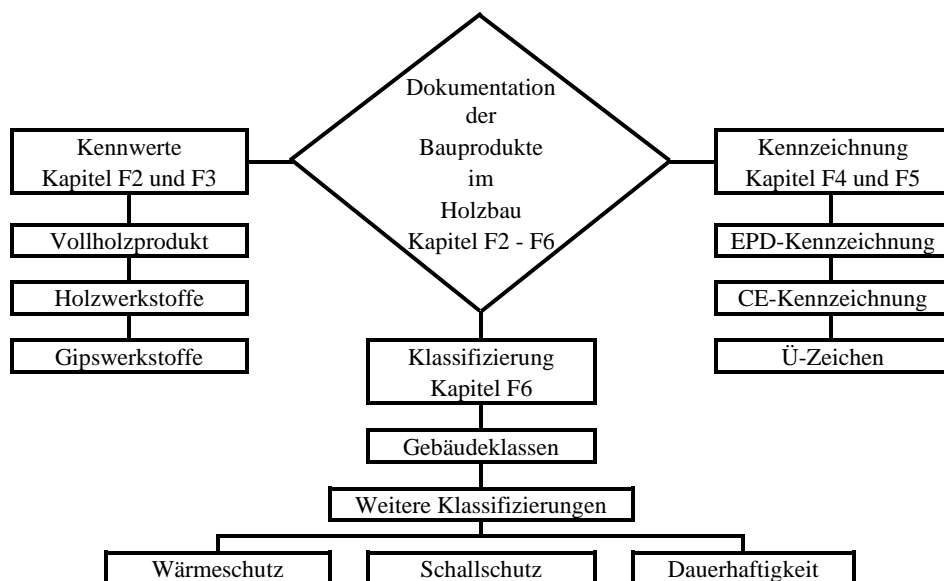 Dokumentation
der
Bauprodukte
im
Holzbau
Kapitel F2 - F6
Kennwerte
Kapitel F2 und F3
Vollholzprodukt
Holzwerkstoffe
Gipswerkstoffe
Kennzeichnung
Kapitel F4 und F5
EPD-Kennzeichnung
CE-Kennzeichnung
Ü-Zeichen
Klassifizierung
Kapitel F6
Gebäudeklassen
Weitere Klassifizierungen
Wärmeschutz
Schallschutz
Dauerhaftigkeit